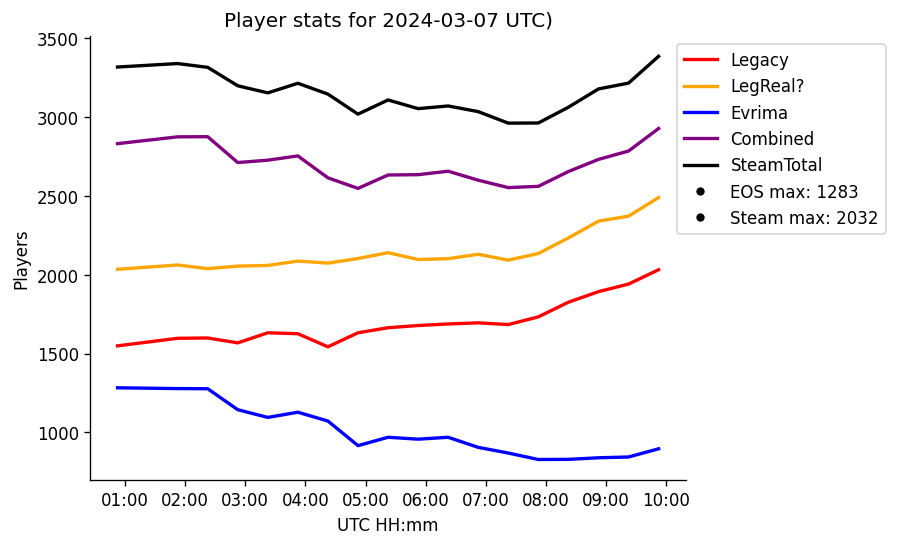 Player stats for 2024-03-07 UTC)
3500
3000
2500
2000
1500
1000
Players
01:00 02:00 03:00 04:00 05:00 06:00 07:00 08:00 09:00 10:00
UTC HH:mm
Legacy
LegReal?
Evrima
Combined
SteamTotal
EOS max: 1283
Steam max: 2032